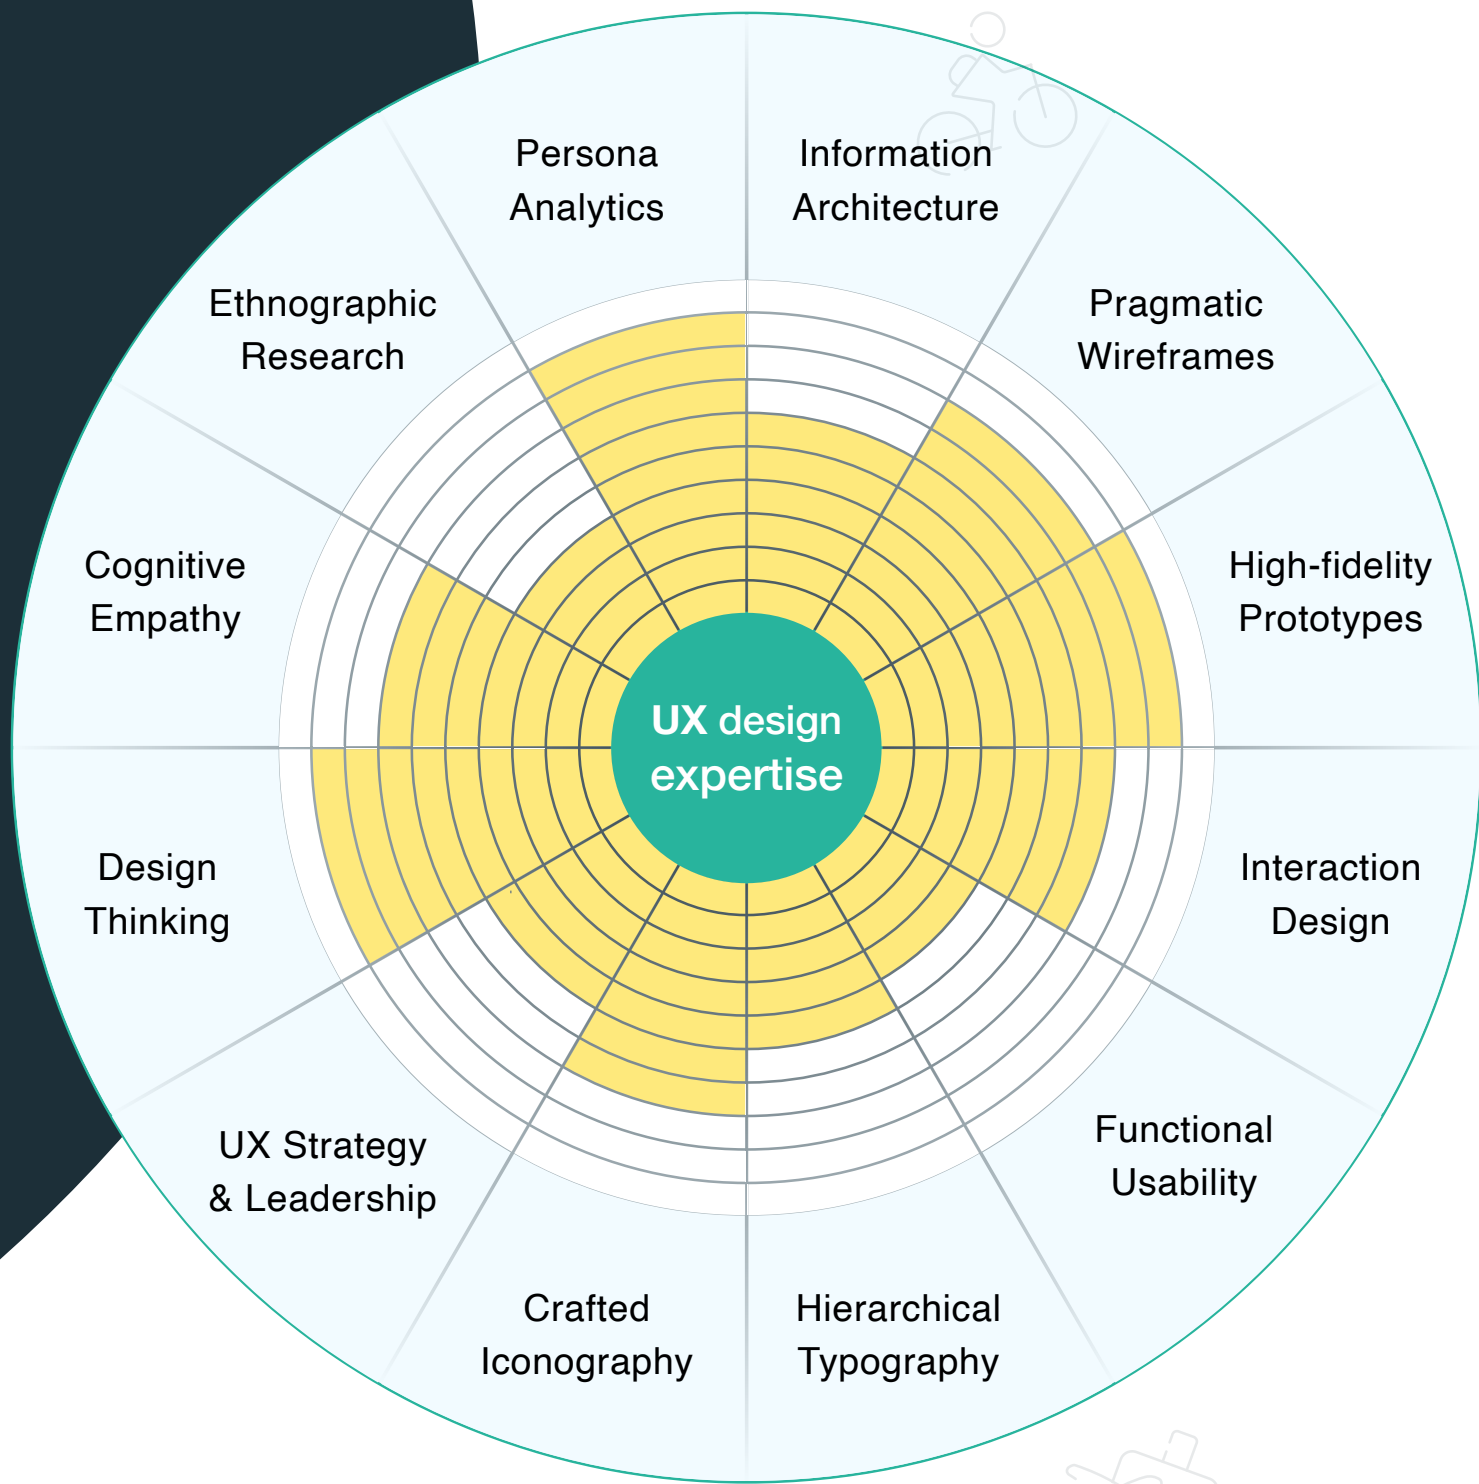 Persona
Analytics
Information
Architecture
Pragmatic
Wireframes
High-fidelity
Prototypes
Interaction
Design
Functional
Usability
Hierarchical
Typography
Crafted
Iconography
UX Strategy
& Leadership
Design
Thinking
Cognitive
Empathy
Ethnographic
Research
UX design
expertise